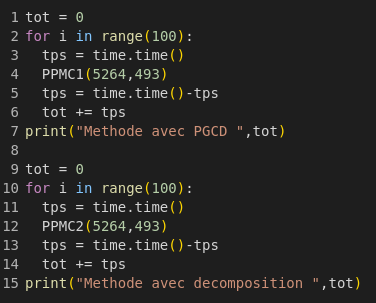 1 tot = 0
2 for i in range(100):
3   tps = time.time()
4   PPMC1(5264,493)
5   tps = time.time()-tps
6   tot += tps
7 print("Methode avec PGCD ",tot)
8
9 tot = 0
10 for i in range(100):
11   tps = time.time()
12   PPMC2(5264,493)
13   tps = time.time()-tps
14   tot += tps
15 print("Methode avec decomposition ",tot)